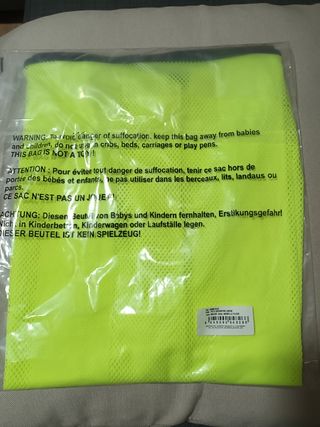 WARNING: To avoid danger of suffocation, keep this bag away from babies
and children, do not use in cribs, beds, carriages or play pens.
THIS BAG IS NOT A TOY!
ATTENTION : Pour éviter tout danger de suffocation, tenir ce sac hors de
portée des bébés et enfants, ne pas utiliser dans les berceaux, lits, landaus ou
parcs.
CE SAC N'EST PAS UN JOUET!
ACHTUNG: Diesen Beutel von Babys und Kindern fernhalten, Erstikungsgefahr!
Nicht in Kinderbetten, Kinderwagen oder Laufställe legen.
DIESER BEUTEL IST KEIN SPIELZEUG!